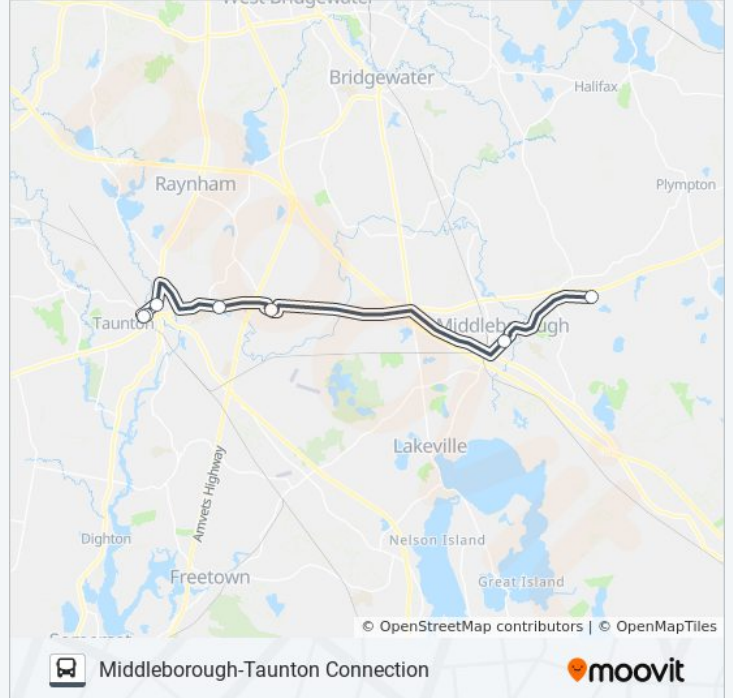 West Bridgewater
Bridgewater
Halifax
Raynham
Plympton
Taunton
Middleborough
Lakeville
Amvets Highway
Dighton
Nelson Island
Freetown
Great Island
Somerset
© OpenStreetMap contributors | © OpenMapTiles
Middleborough-Taunton Connection
moovit